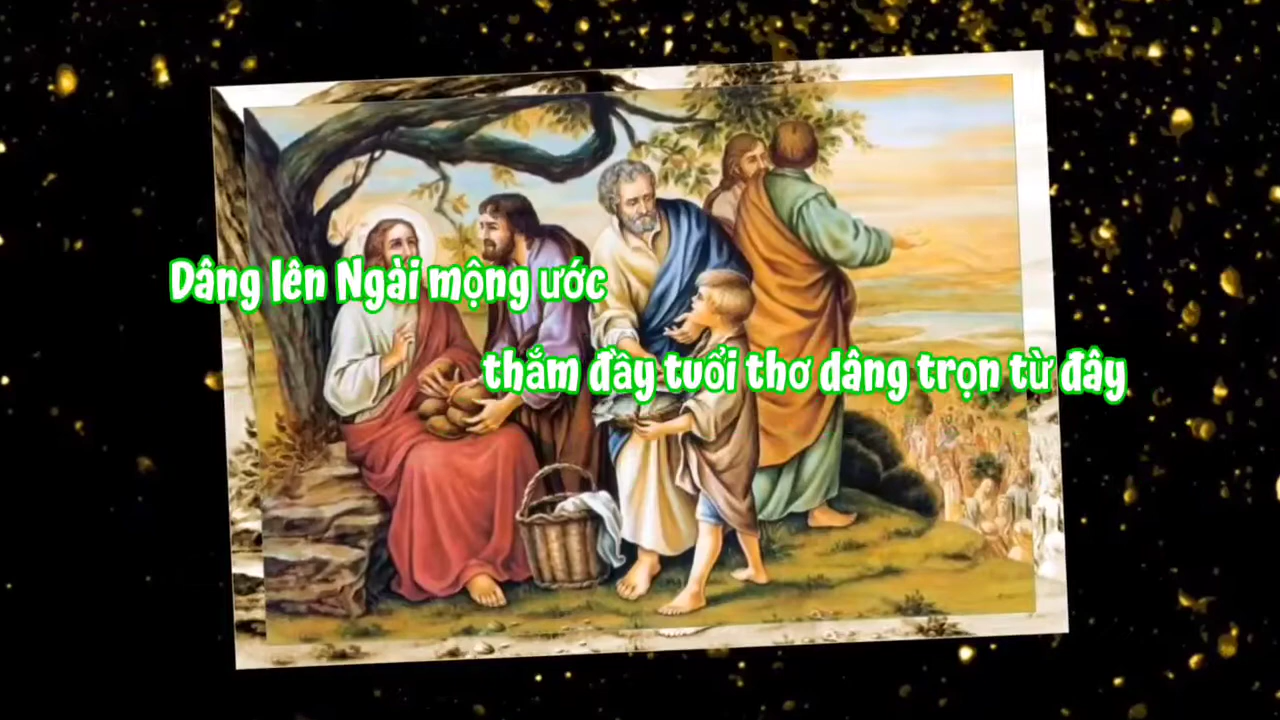 Dâng lên Ngài mộng ước
thắm đầy tuổi thơ dâng trọn từ đây